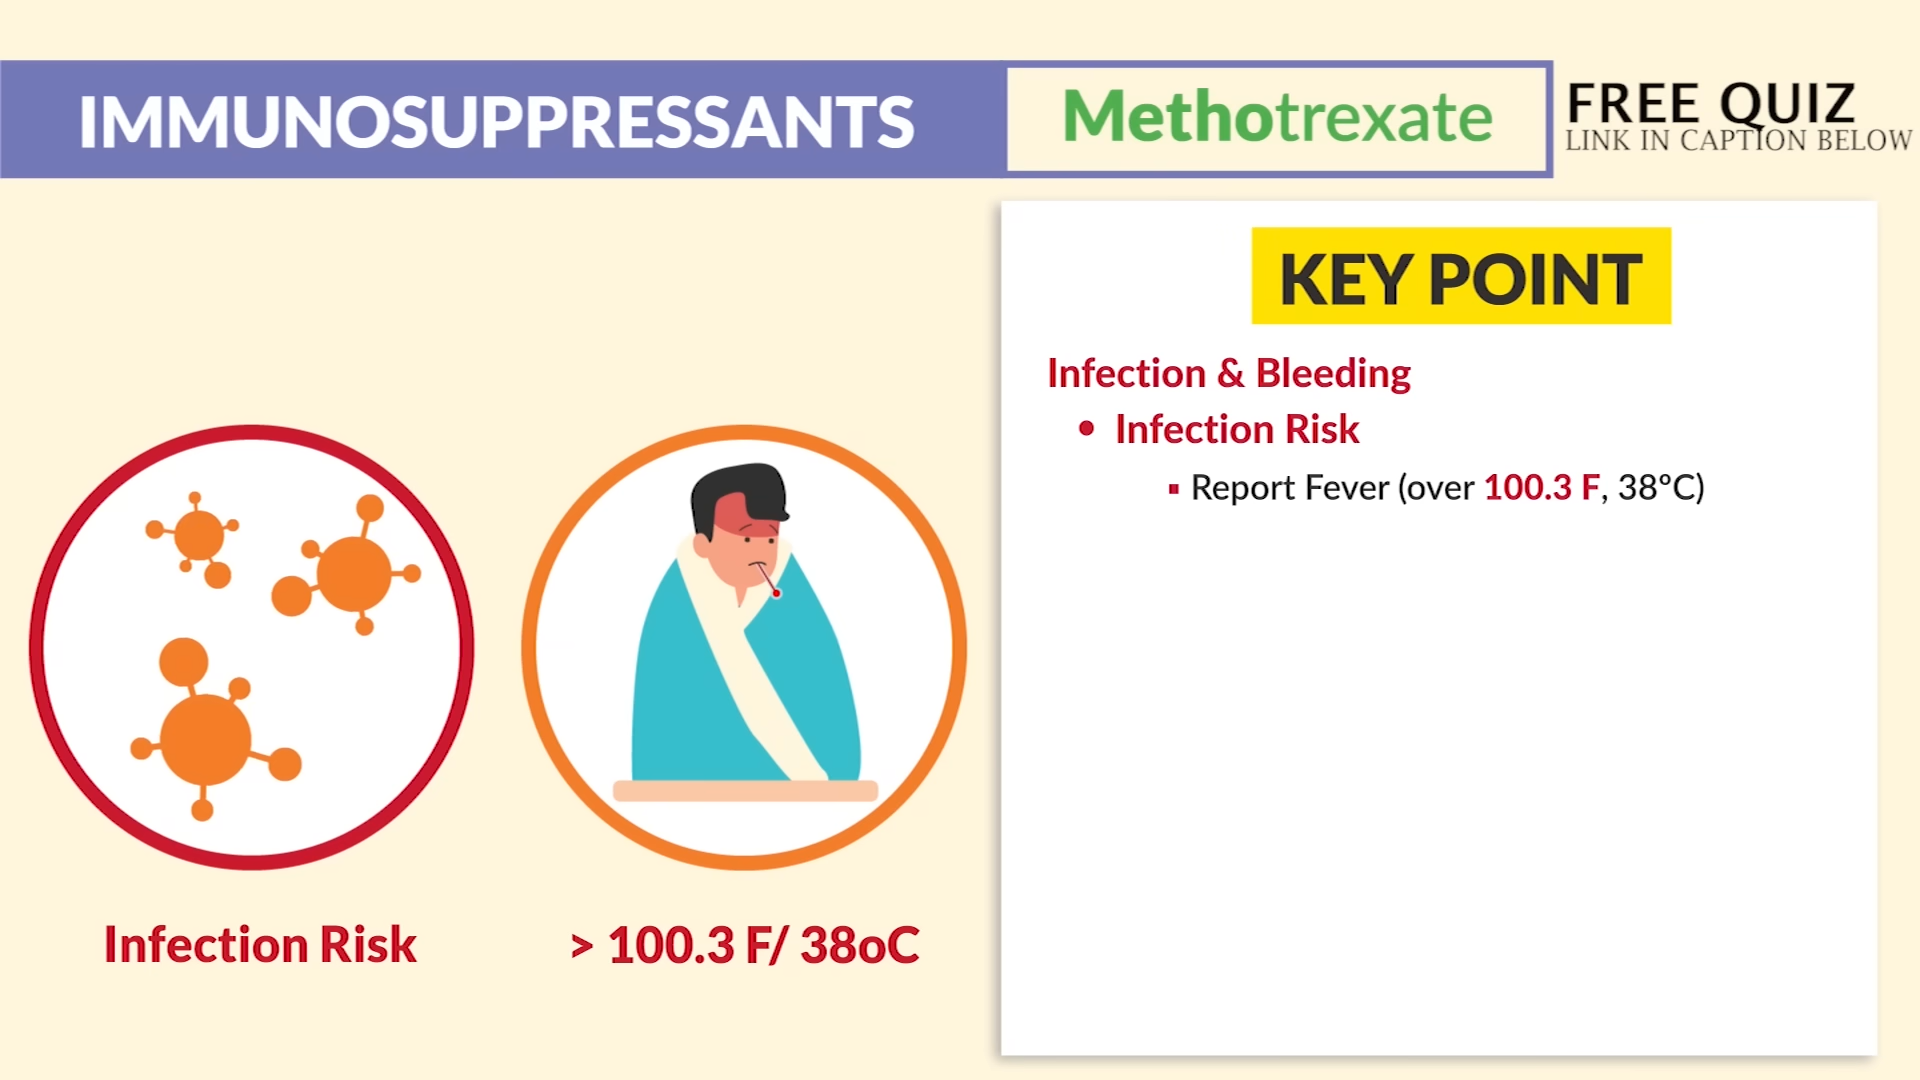 IMMUNOSUPPRESSANTS
Methotrexate
FREE QUIZ
LINK IN CAPTION BELOW
KEY POINT
Infection & Bleeding
• Infection Risk
▪ Report Fever (over 100.3 F, 38°C)
Infection Risk
> 100.3 F/ 38oC